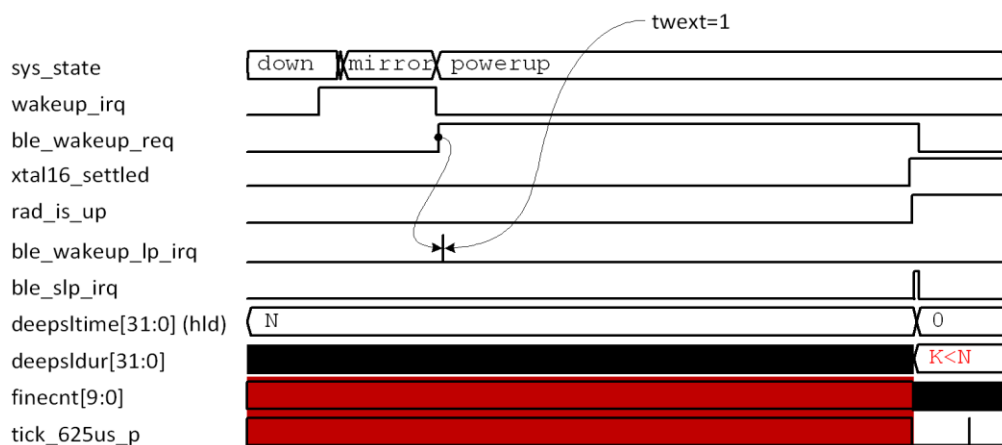 twext=1
sys_state down mirror powerup
wakeup_irq
ble_wakeup_req
xtal16_settled
rad_is_up
ble_wakeup_lp_irq
ble_slp_irq
deepsltime[31:0] (hld) N 0
deepsldur[31:0] K<N
finecnt[9:0]
tick_625us_p